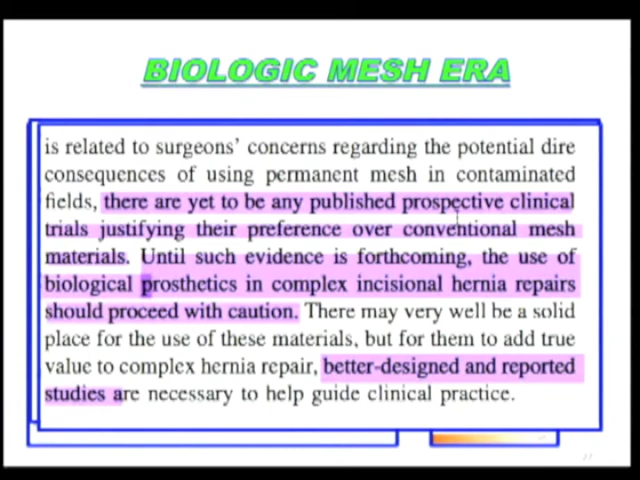 BIOLOGIC MESH ERA
is related to surgeons' concerns regarding the potential dire
consequences of using permanent mesh in contaminated
fields, there are yet to be any published prospective clinical
trials justifying their preference over conventional mesh
materials. Until such evidence is forthcoming, the use of
biological prosthetics in complex incisional hernia repairs
should proceed with caution. There may very well be a solid
place for the use of these materials, but for them to add true
value to complex hernia repair, better-designed and reported
studies are necessary to help guide clinical practice.